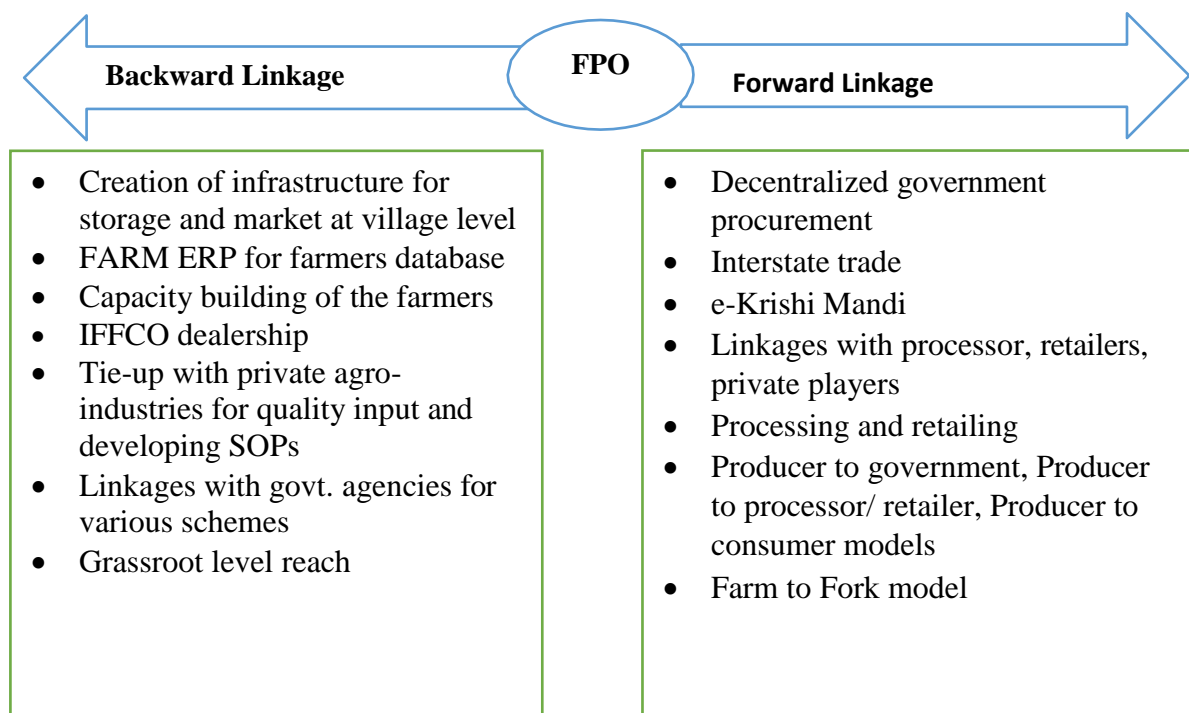 Backward Linkage
FPO
Forward Linkage
• Creation of infrastructure for
storage and market at village level
• FARM ERP for farmers database
• Capacity building of the farmers
• IFFCO dealership
• Tie-up with private agro-
industries for quality input and
developing SOPs
• Linkages with govt. agencies for
various schemes
• Grassroot level reach
• Decentralized government
procurement
• Interstate trade
• e-Krishi Mandi
• Linkages with processor, retailers,
private players
• Processing and retailing
• Producer to government, Producer
to processor/ retailer, Producer to
consumer models
• Farm to Fork model